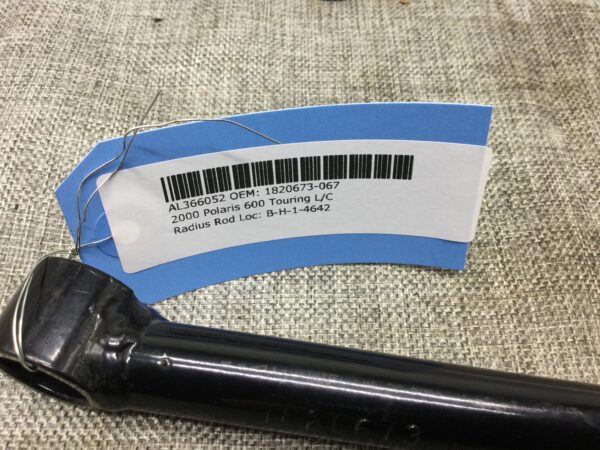 AL366052 OEM: 1820673-067
2000 Polaris 600 Touring L/C
Radius Rod Loc: B-H-1-4642